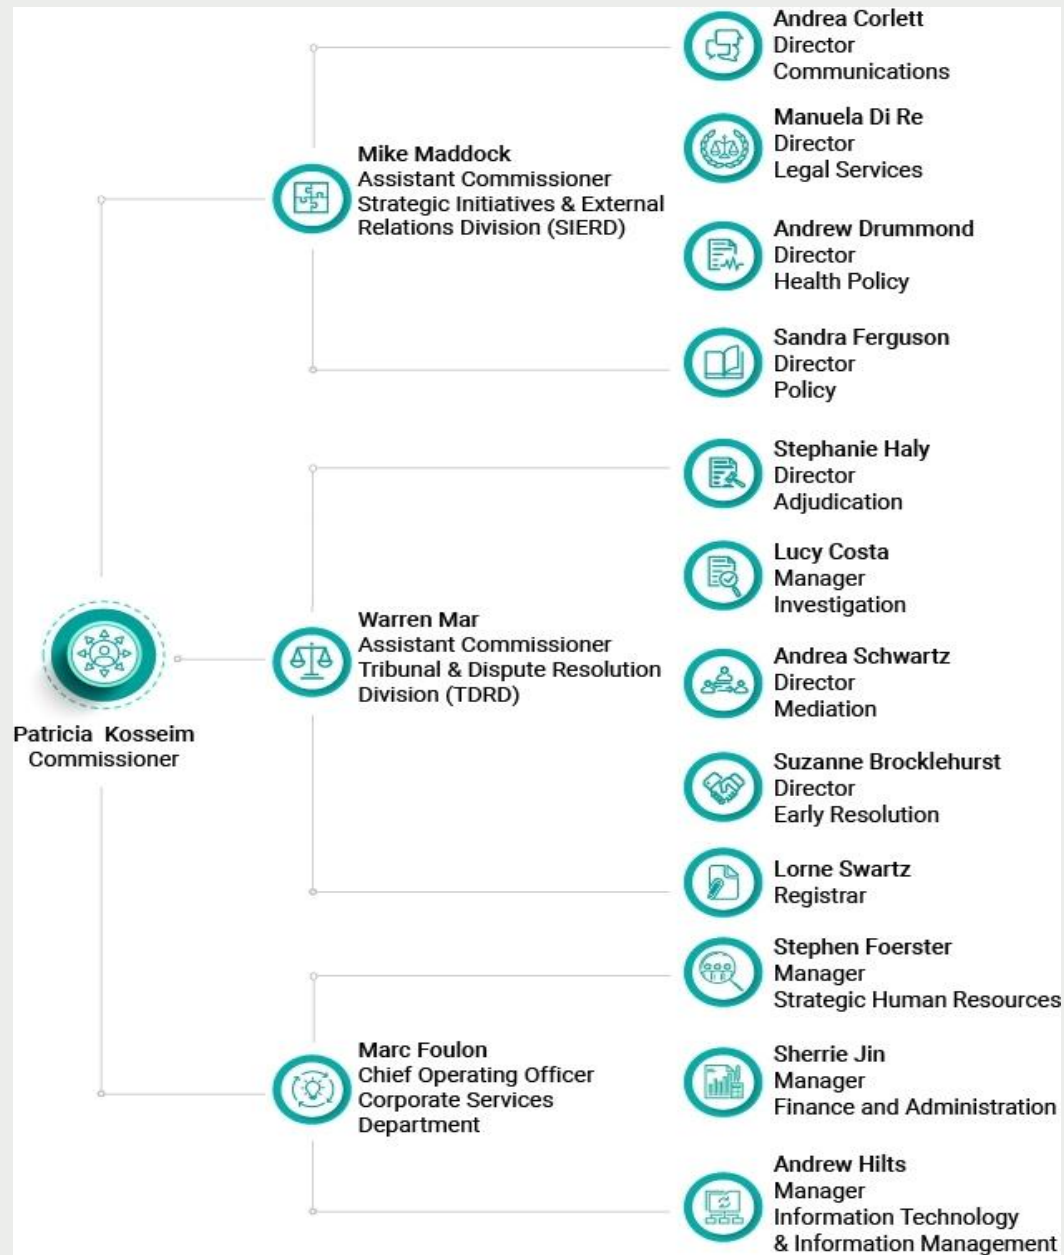 Andrea Corlett
Director
Communications
Manuela Di Re
Director
Legal Services
Mike Maddock
Assistant Commissioner
Strategic Initiatives & External
Relations Division (SIERD)
Andrew Drummond
Director
Health Policy
Sandra Ferguson
Director
Policy
Stephanie Haly
Director
Adjudication
Lucy Costa
Manager
Investigation
Warren Mar
Assistant Commissioner
Tribunal & Dispute Resolution
Division (TDRD)
Andrea Schwartz
Director
Mediation
Patricia Kosseim
Commissioner
Suzanne Brocklehurst
Director
Early Resolution
Lorne Swartz
Registrar
Stephen Foerster
Manager
Strategic Human Resources
Marc Foulon
Chief Operating Officer
Corporate Services
Department
Sherrie Jin
Manager
Finance and Administration
Andrew Hilts
Manager
Information Technology
& Information Management